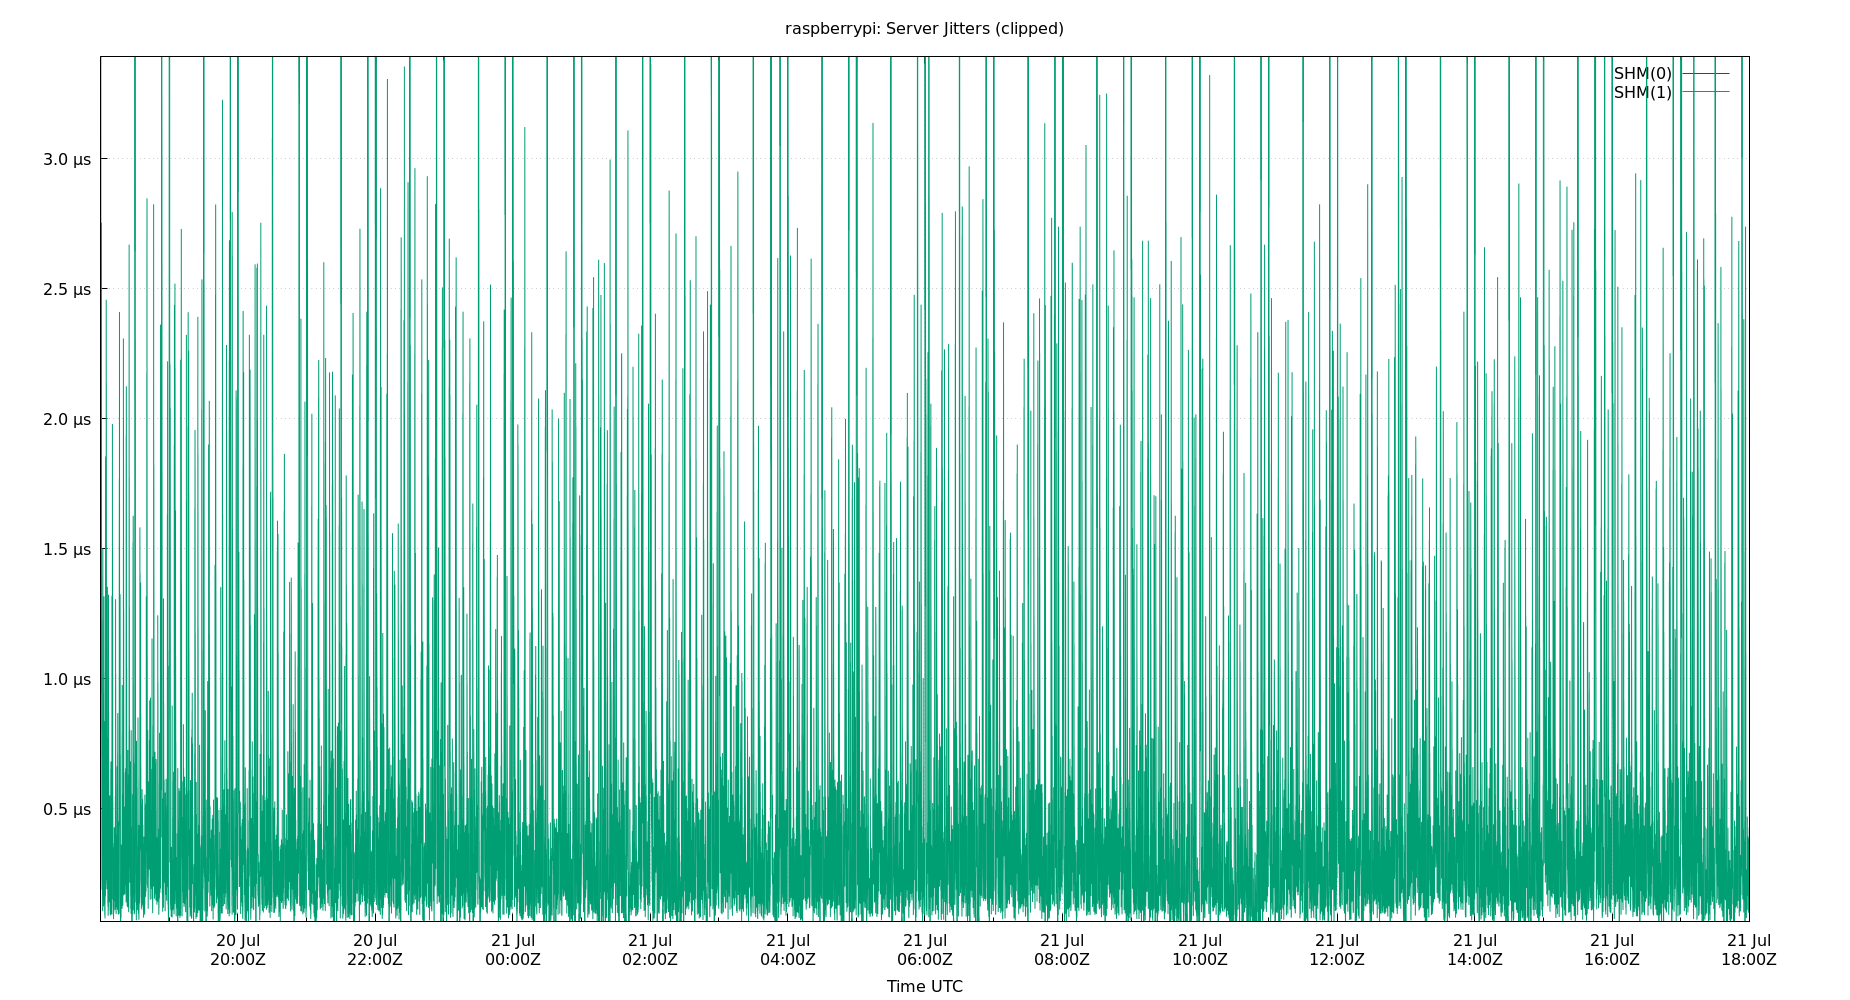 raspberrypi: Server Jitters (clipped)
SHM(0)
SHM(1)
3.0 µs
2.5 µs
2.0 µs
1.5 µs
1.0 µs
0.5 µs
20 Jul 20 Jul 21 Jul 21 Jul 21 Jul 21 Jul 21 Jul 21 Jul 21 Jul 21 Jul 21 Jul 21 Jul
20:00Z 22:00Z 00:00Z 02:00Z 04:00Z 06:00Z 08:00Z 10:00Z 12:00Z 14:00Z 16:00Z 18:00Z
Time UTC